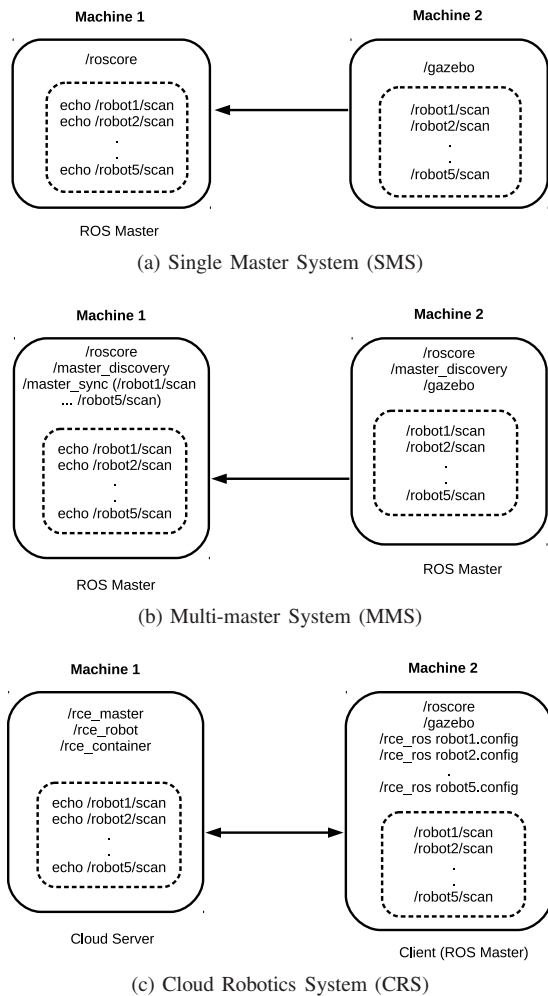 Machine 1
/roscore
echo /robot1/scan
echo /robot2/scan
.
.
echo /robot5/scan
ROS Master
Machine 2
/gazebo
/robot1/scan
/robot2/scan
.
.
/robot5/scan
(a) Single Master System (SMS)
Machine 1
/roscore
/master_discovery
/master_sync (/robot1/scan
... /robot5/scan)
echo /robot1/scan
echo /robot2/scan
.
.
echo /robot5/scan
ROS Master
Machine 2
/roscore
/master_discovery
/gazebo
/robot1/scan
/robot2/scan
.
.
/robot5/scan
ROS Master
(b) Multi-master System (MMS)
Machine 1
/rce_master
/rce_robot
/rce_container
echo /robot1/scan
echo /robot2/scan
.
.
echo /robot5/scan
Cloud Server
Machine 2
/roscore
/gazebo
/rce_ros robot1.config
/rce_ros robot2.config
.
/rce_ros robot5.config
/robot1/scan
/robot2/scan
.
.
/robot5/scan
Client (ROS Master)
(c) Cloud Robotics System (CRS)